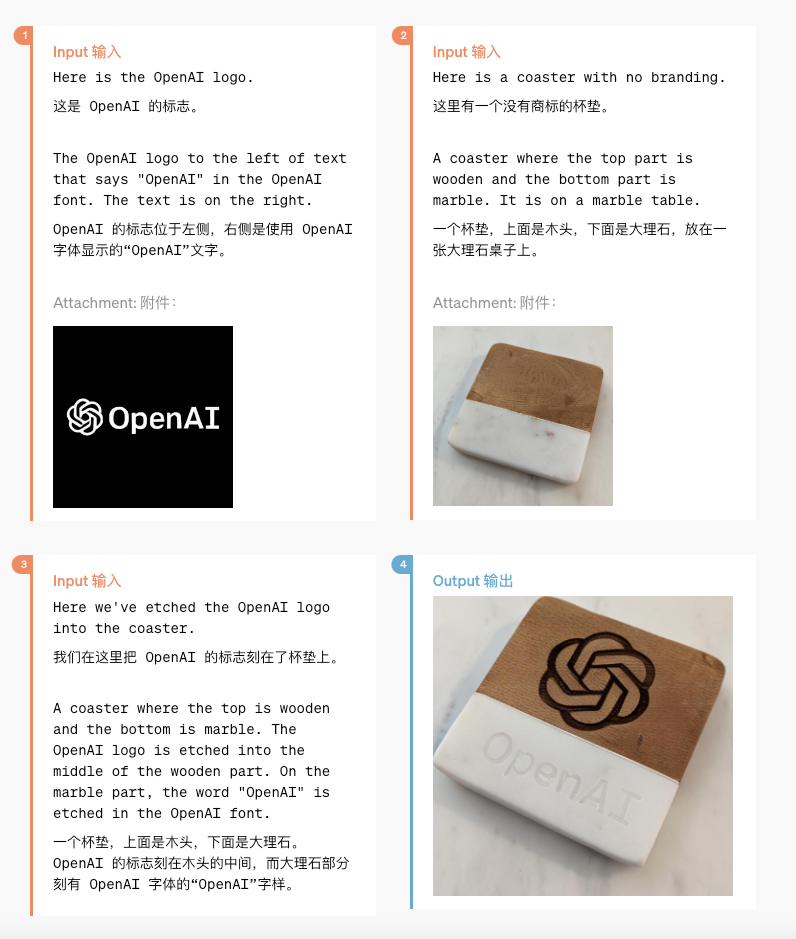 1
Input 输入
Here is the OpenAI logo.
这是 OpenAI 的标志。
The OpenAI logo to the left of text
that says "OpenAI" in the OpenAI
font. The text is on the right.
OpenAI 的标志位于左侧，右侧是使用 OpenAI
字体显示的“OpenAI”文字。
Attachment: 附件：
OpenAI
2
Input 输入
Here is a coaster with no branding.
这里有一个没有商标的杯垫。
A coaster where the top part is
wooden and the bottom part is
marble. It is on a marble table.
一个杯垫，上面是木头，下面是大理石，放在一
张大理石桌子上。
Attachment: 附件：
3
Input 输入
Here we've etched the OpenAI logo
into the coaster.
我们在这里把 OpenAI 的标志刻在了杯垫上。
A coaster where the top is wooden
and the bottom is marble. The
OpenAI logo is etched into the
middle of the wooden part. On the
marble part, the word "OpenAI" is
etched in the OpenAI font.
一个杯垫，上面是木头，下面是大理石。
OpenAI 的标志刻在木头的中间，而大理石部分
刻有 OpenAI 字体的“OpenAI”字样。
4
Output 输出
OpenAI